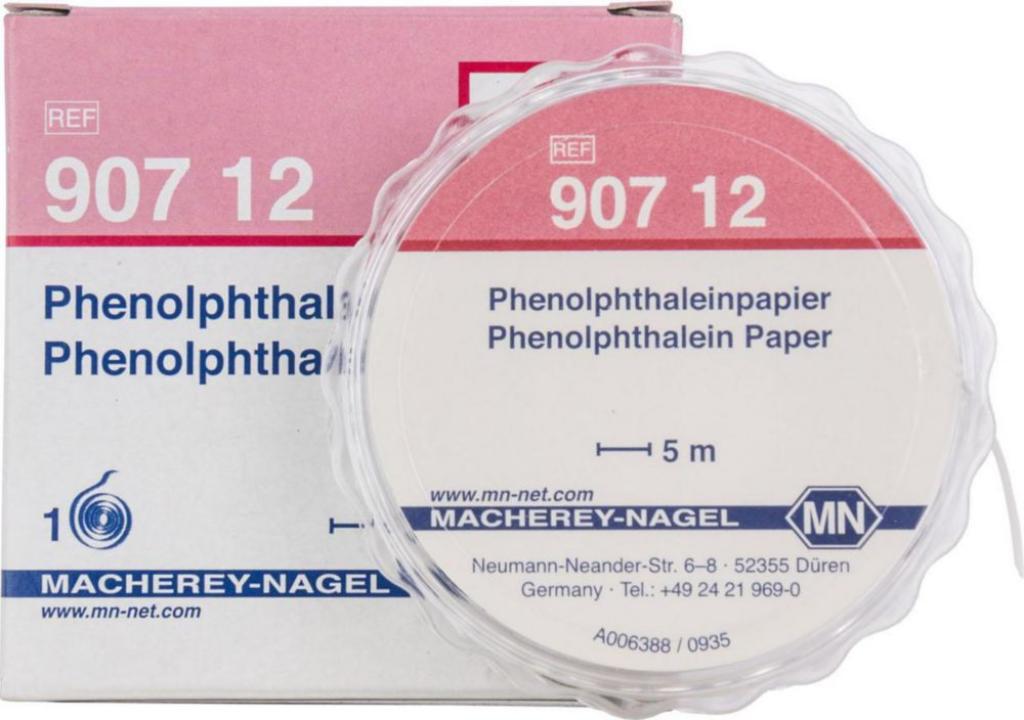 REF
907 12
Phenolphthal
Phenolphtha
1
MACHEREY-NAGEL
www.mn-net.com
REF
907 12
Phenolphthaleinpapier
Phenolphthalein Paper
5 m
www.mn-net.com
MACHEREY-NAGEL
MN
Neumann-Neander-Str. 6–8 · 52355 Düren
Germany · Tel.: +49 24 21 969-0
A006388 / 0935